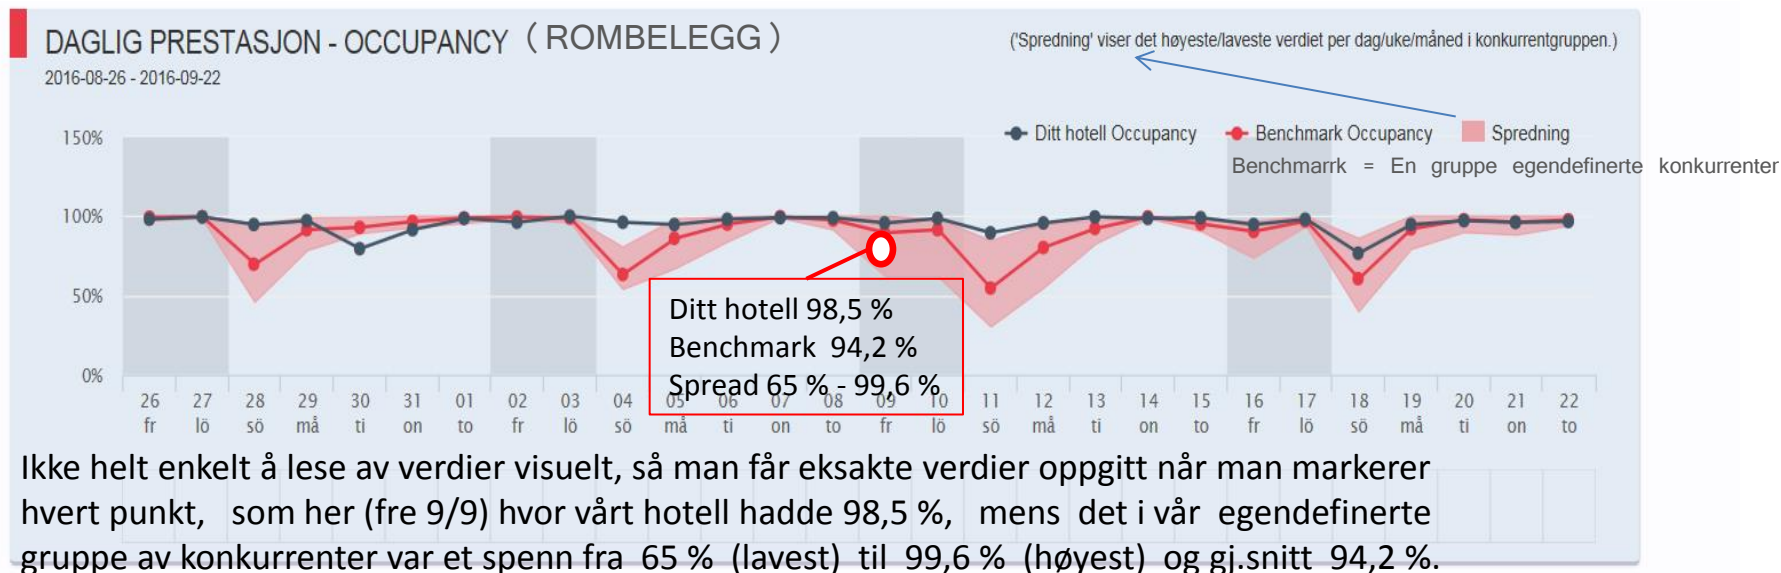 DAGLIG PRESTASJON - OCCUPANCY (ROMBELEGG)
('Spredning' viser det høyeste/laveste verdiet per dag/uke/måned i konkurrentgruppen.)
2016-08-26 - 2016-09-22
Ditt hotell Occupancy Benchmark Occupancy Spredning
Benchmarrk = En gruppe egendefinerte konkurrenter
150%
100%
50%
0%
Ditt hotell 98,5 %
Benchmark 94,2 %
Spread 65 % - 99,6 %
26 27 28 29 30 31 01 02 03 04 05 06 07 08 09 10 11 12 13 14 15 16 17 18 19 20 21 22
fr lö sö må ti on to fr lö sö må ti on to fr lö sö må ti on to fr lö sö må ti on to
Ikke helt enkelt å lese av verdier visuelt, så man får eksakte verdier oppgitt når man markerer
hvert punkt, som her (fre 9/9) hvor vårt hotell hadde 98,5 %, mens det i vår egendefinerte
gruppe av konkurrenter var et spenn fra 65 % (lavest) til 99,6 % (høyest) og gj.snitt 94,2 %.